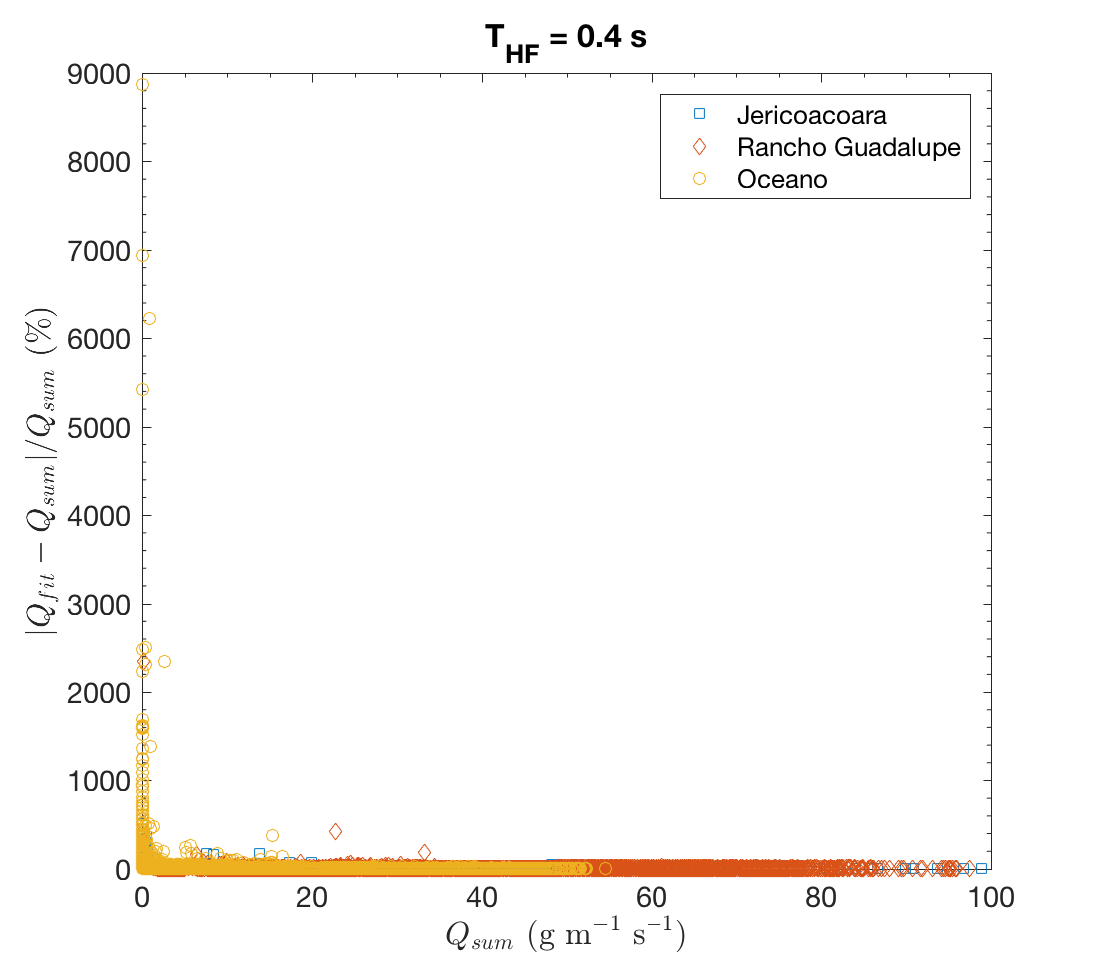 T_HF = 0.4 s
9000
8000
7000
6000
5000
4000
3000
2000
1000
0
|Q_fit − Q_sum|/Q_sum (%)
Jericoacoara
Rancho Guadalupe
Oceano
0 20 40 60 80 100
Q_sum (g m⁻¹ s⁻¹)